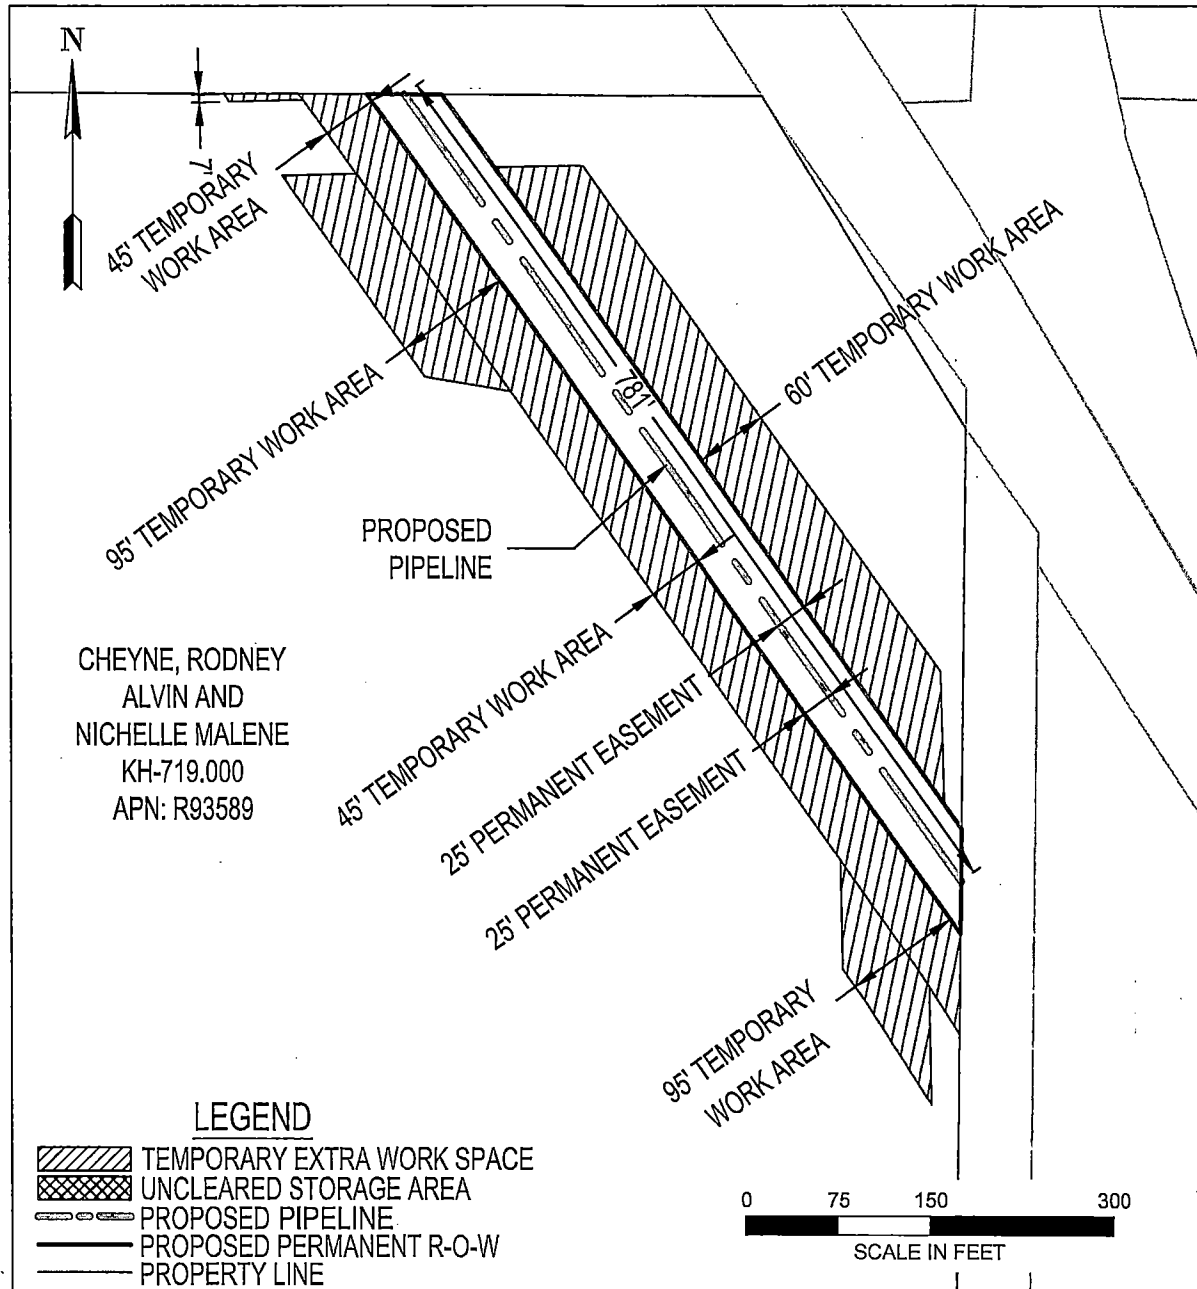 N
7'
45' TEMPORARY
WORK AREA
95' TEMPORARY WORK AREA
60' TEMPORARY WORK AREA
781'
PROPOSED
PIPELINE
CHEYNE, RODNEY
ALVIN AND
NICHELLE MALENE
KH-719.000
APN: R93589
45' TEMPORARY WORK AREA
25' PERMANENT EASEMENT
25' PERMANENT EASEMENT
95' TEMPORARY
WORK AREA
LEGEND
TEMPORARY EXTRA WORK SPACE
UNCLEARED STORAGE AREA
PROPOSED PIPELINE
PROPOSED PERMANENT R-O-W
PROPERTY LINE
0 75 150 300
SCALE IN FEET